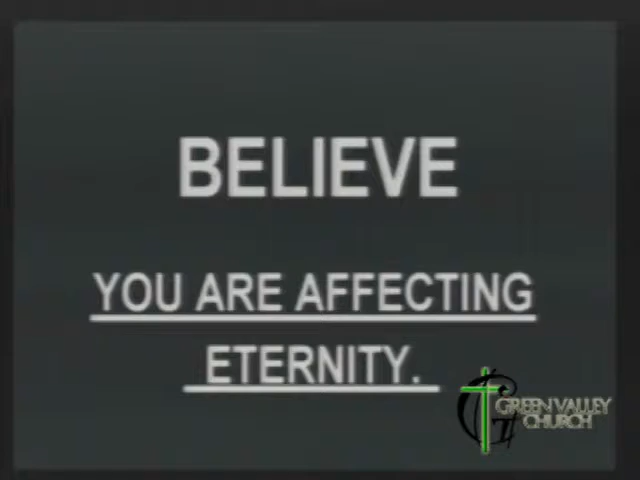 BELIEVE
YOU ARE AFFECTING
ETERNITY.
GREEN VALLEY
CHURCH